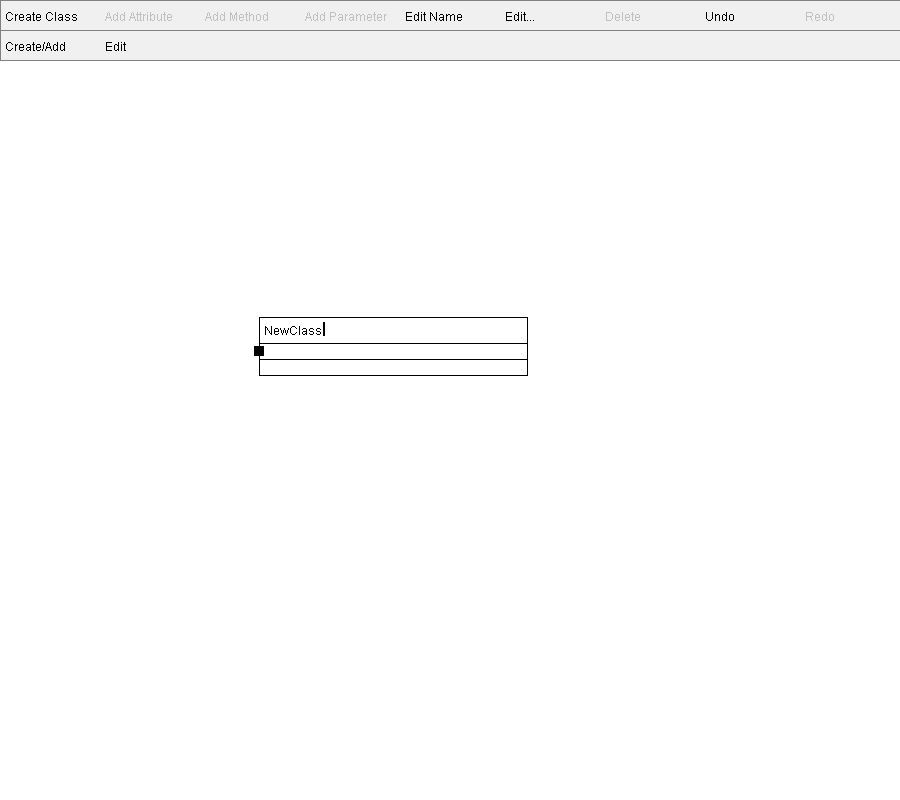 Create Class Add Attribute Add Method Add Parameter Edit Name Edit... Delete Undo Redo
Create/Add Edit
NewClass